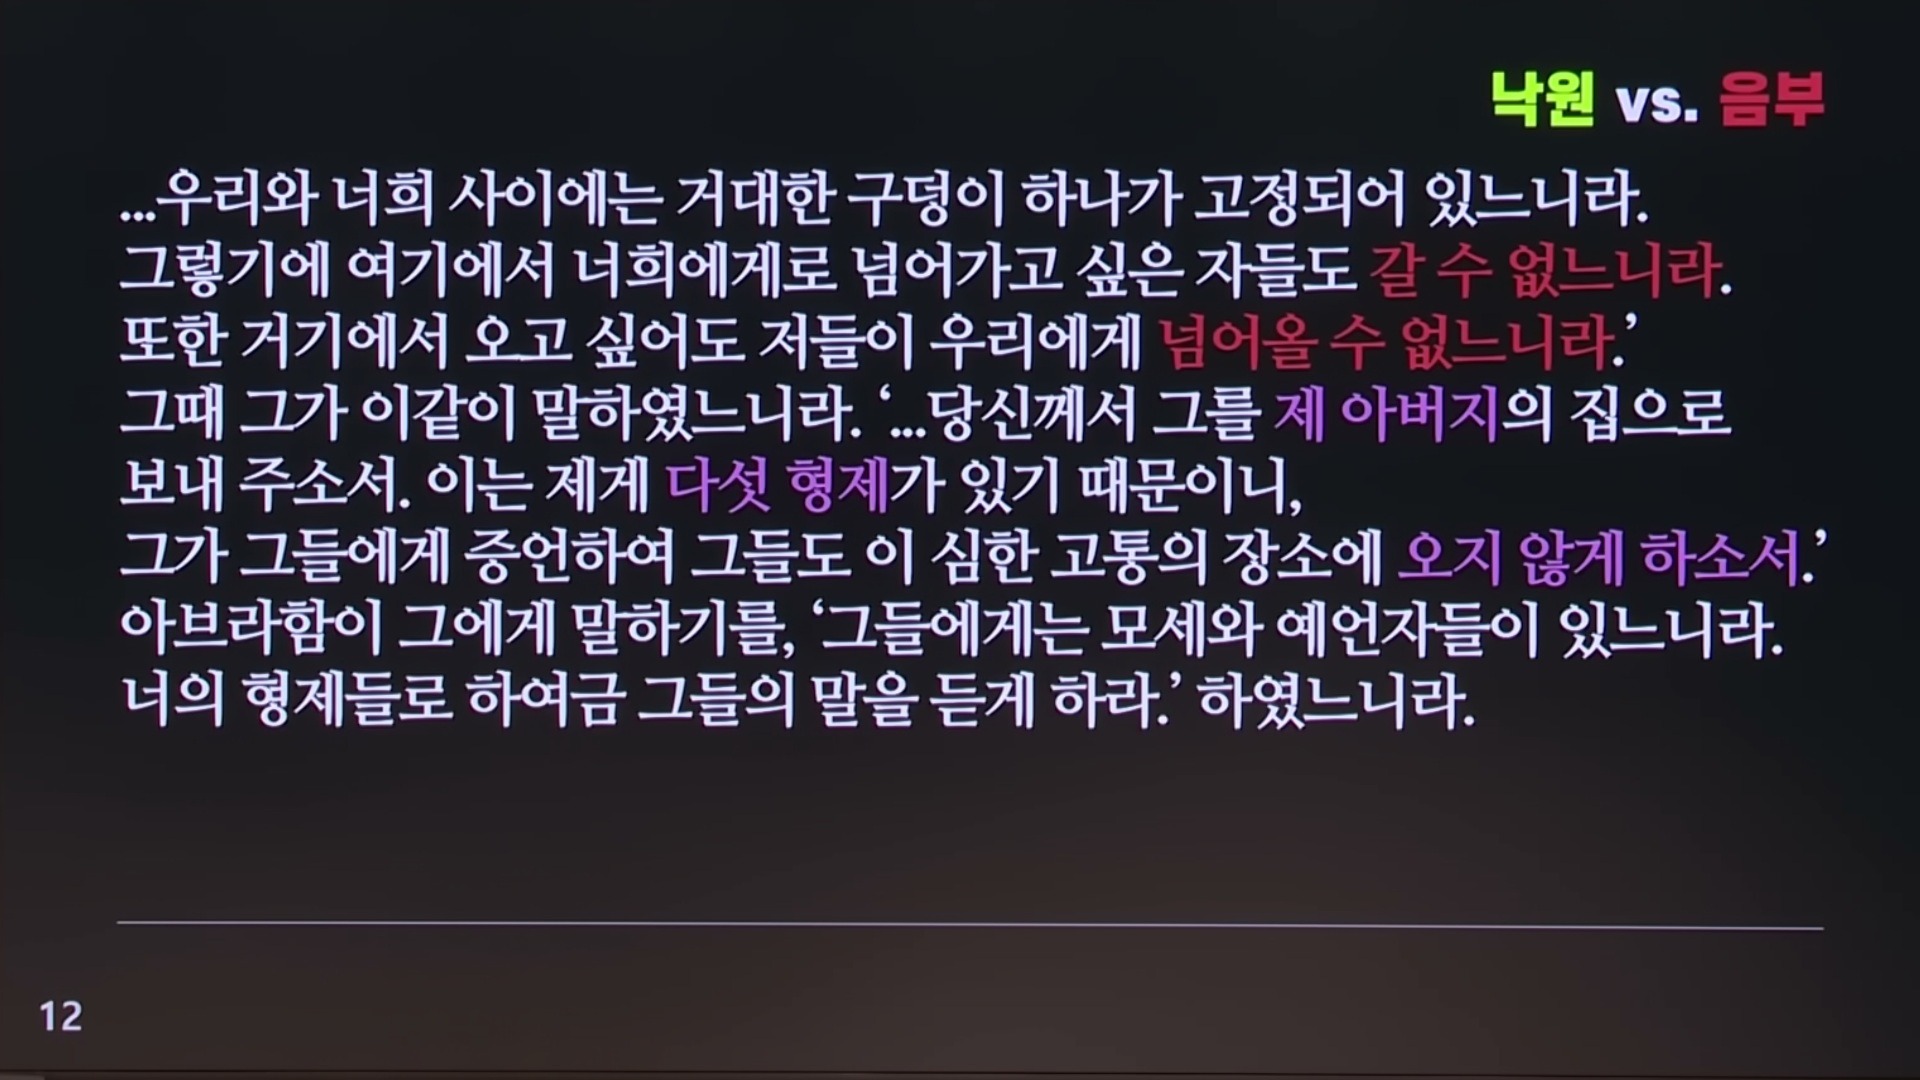 낙원 vs. 음부
...우리와 너희 사이에는 거대한 구덩이 하나가 고정되어 있느니라.
그렇기에 여기에서 너희에게로 넘어가고 싶은 자들도 갈 수 없느니라.
또한 거기에서 오고 싶어도 저들이 우리에게 넘어올 수 없느니라.’
그때 그가 이같이 말하였느니라. ‘...당신께서 그를 제 아버지의 집으로
보내 주소서. 이는 제게 다섯 형제가 있기 때문이니,
그가 그들에게 증언하여 그들도 이 심한 고통의 장소에 오지 않게 하소서.’
아브라함이 그에게 말하기를, ‘그들에게는 모세와 예언자들이 있느니라.
너의 형제들로 하여금 그들의 말을 듣게 하라.’ 하였느니라.
12